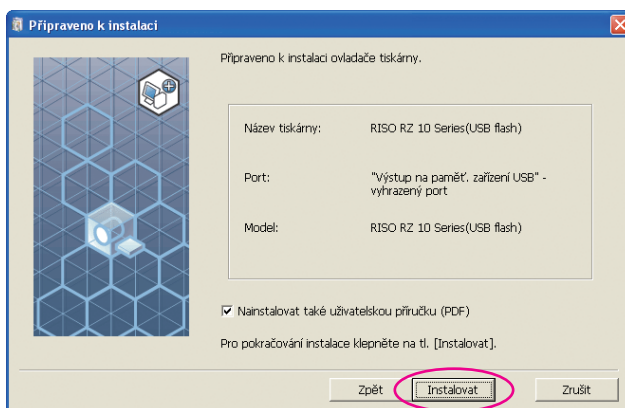 Připraveno k instalaci
Připraveno k instalaci ovladače tiskárny.
Název tiskárny: RISO RZ 10 Series(USB flash)
Port: "Výstup na paměť. zařízení USB" -
vyhrazený port
Model: RISO RZ 10 Series(USB flash)
Nainstalovat také uživatelskou příručku (PDF)
Pro pokračování instalace klepněte na tl. [Instalovat].
Zpět Instalovat Zrušit